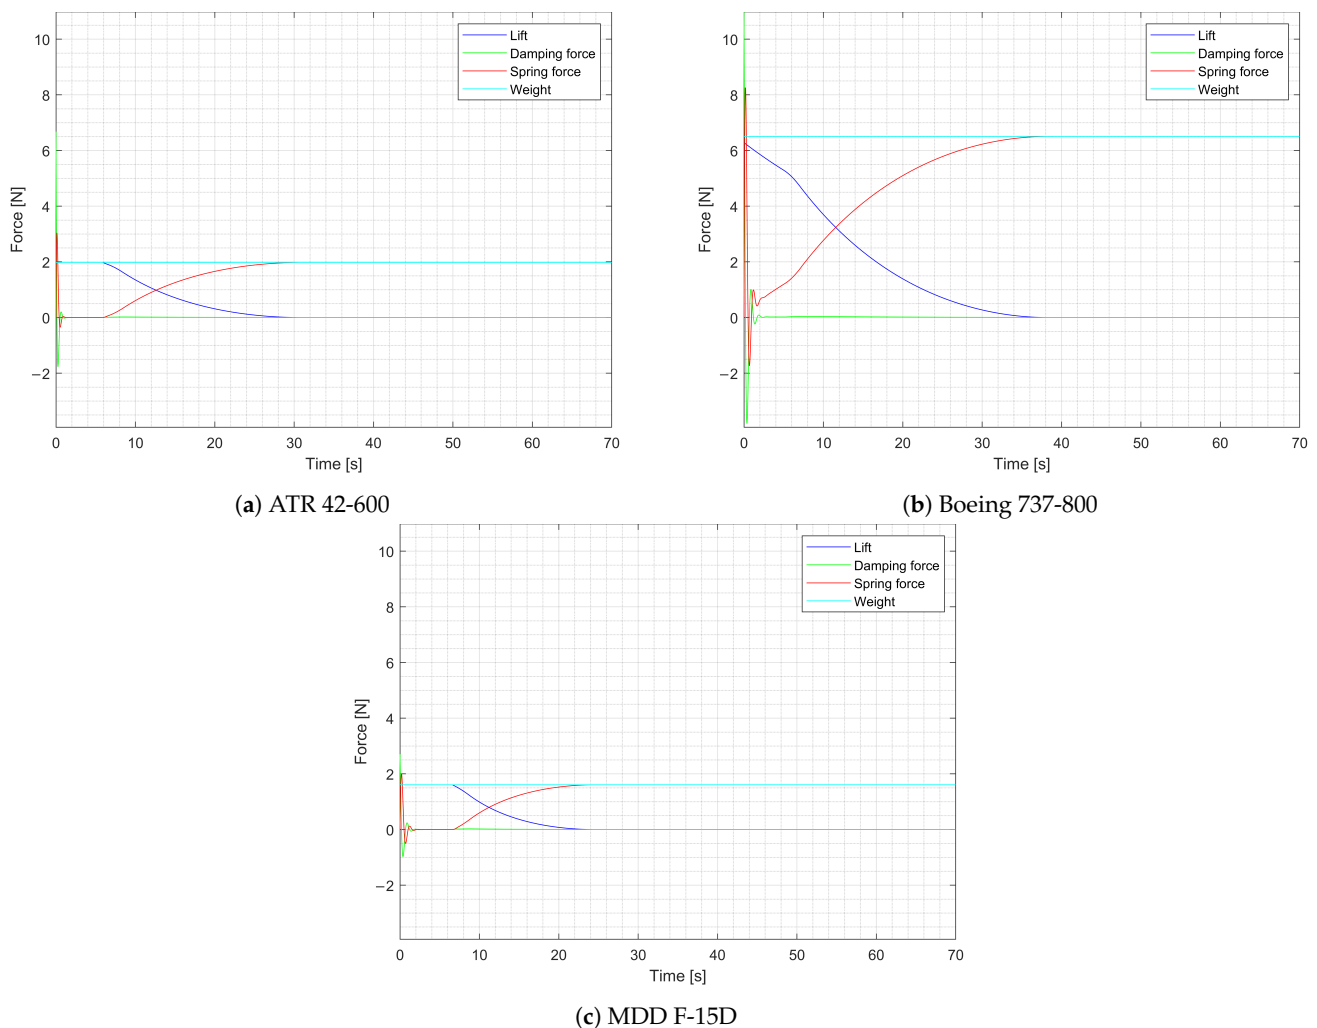 10
8
6
4
2
0
−2
Force [N]
Lift
Damping force
Spring force
Weight
0 10 20 30 40 50 60 70
Time [s]
(a) ATR 42-600
10
8
6
4
2
0
−2
Force [N]
Lift
Damping force
Spring force
Weight
0 10 20 30 40 50 60 70
Time [s]
(b) Boeing 737-800
10
8
6
4
2
0
−2
Force [N]
Lift
Damping force
Spring force
Weight
0 10 20 30 40 50 60 70
Time [s]
(c) MDD F-15D